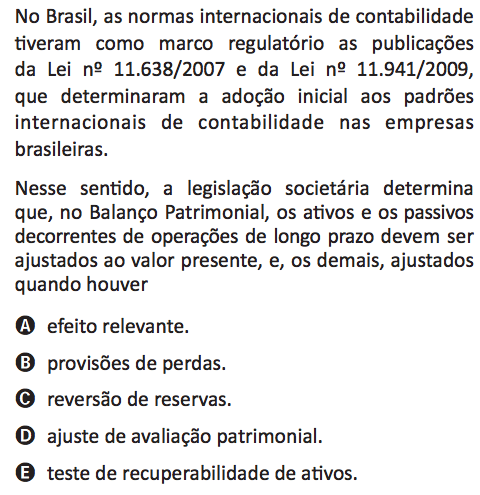 No Brasil, as normas internacionais de contabilidade
tiveram como marco regulatório as publicações
da Lei nº 11.638/2007 e da Lei nº 11.941/2009,
que determinaram a adoção inicial aos padrões
internacionais de contabilidade nas empresas
brasileiras.
Nesse sentido, a legislação societária determina
que, no Balanço Patrimonial, os ativos e os passivos
decorrentes de operações de longo prazo devem ser
ajustados ao valor presente, e, os demais, ajustados
quando houver
A efeito relevante.
B provisões de perdas.
C reversão de reservas.
D ajuste de avaliação patrimonial.
E teste de recuperabilidade de ativos.